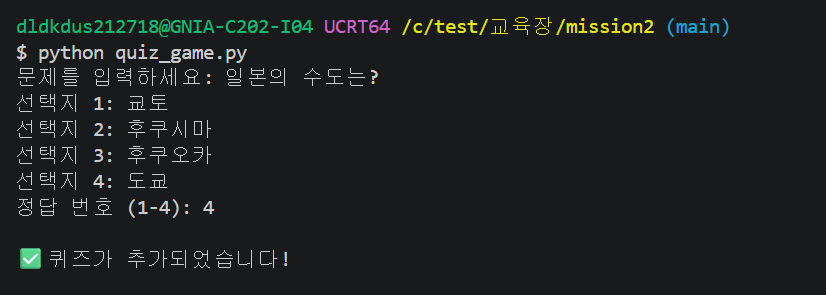 dldkdus212718@GNIA-C202-I04 UCRT64 /c/test/교육장/mission2 (main)
$ python quiz_game.py
문제를 입력하세요: 일본의 수도는?
선택지 1: 쿄토
선택지 2: 후쿠시마
선택지 3: 후쿠오카
선택지 4: 도쿄
정답 번호 (1-4): 4
✅ 퀴즈가 추가되었습니다!